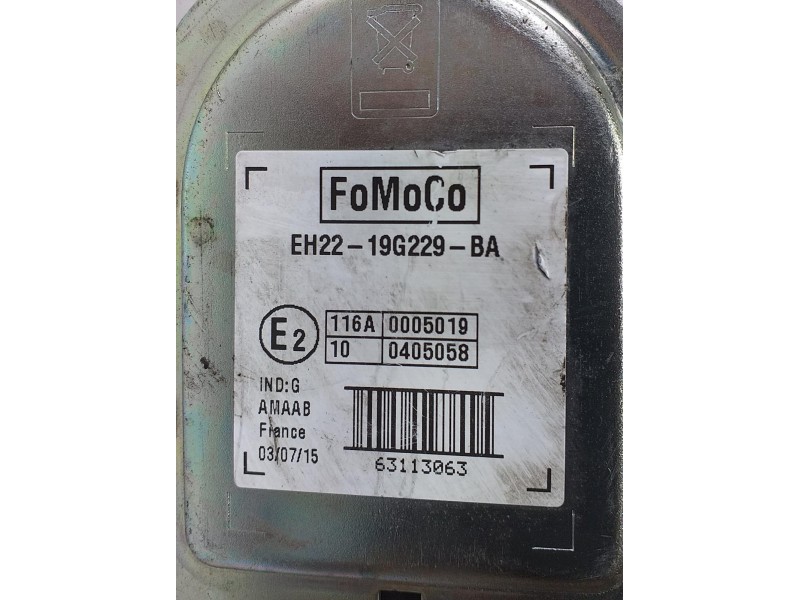 FoMoCo
EH22-19G229-BA
E2
116A 0005019
10 0405058
IND:G
AMAAB
France
03/07/15
63113063